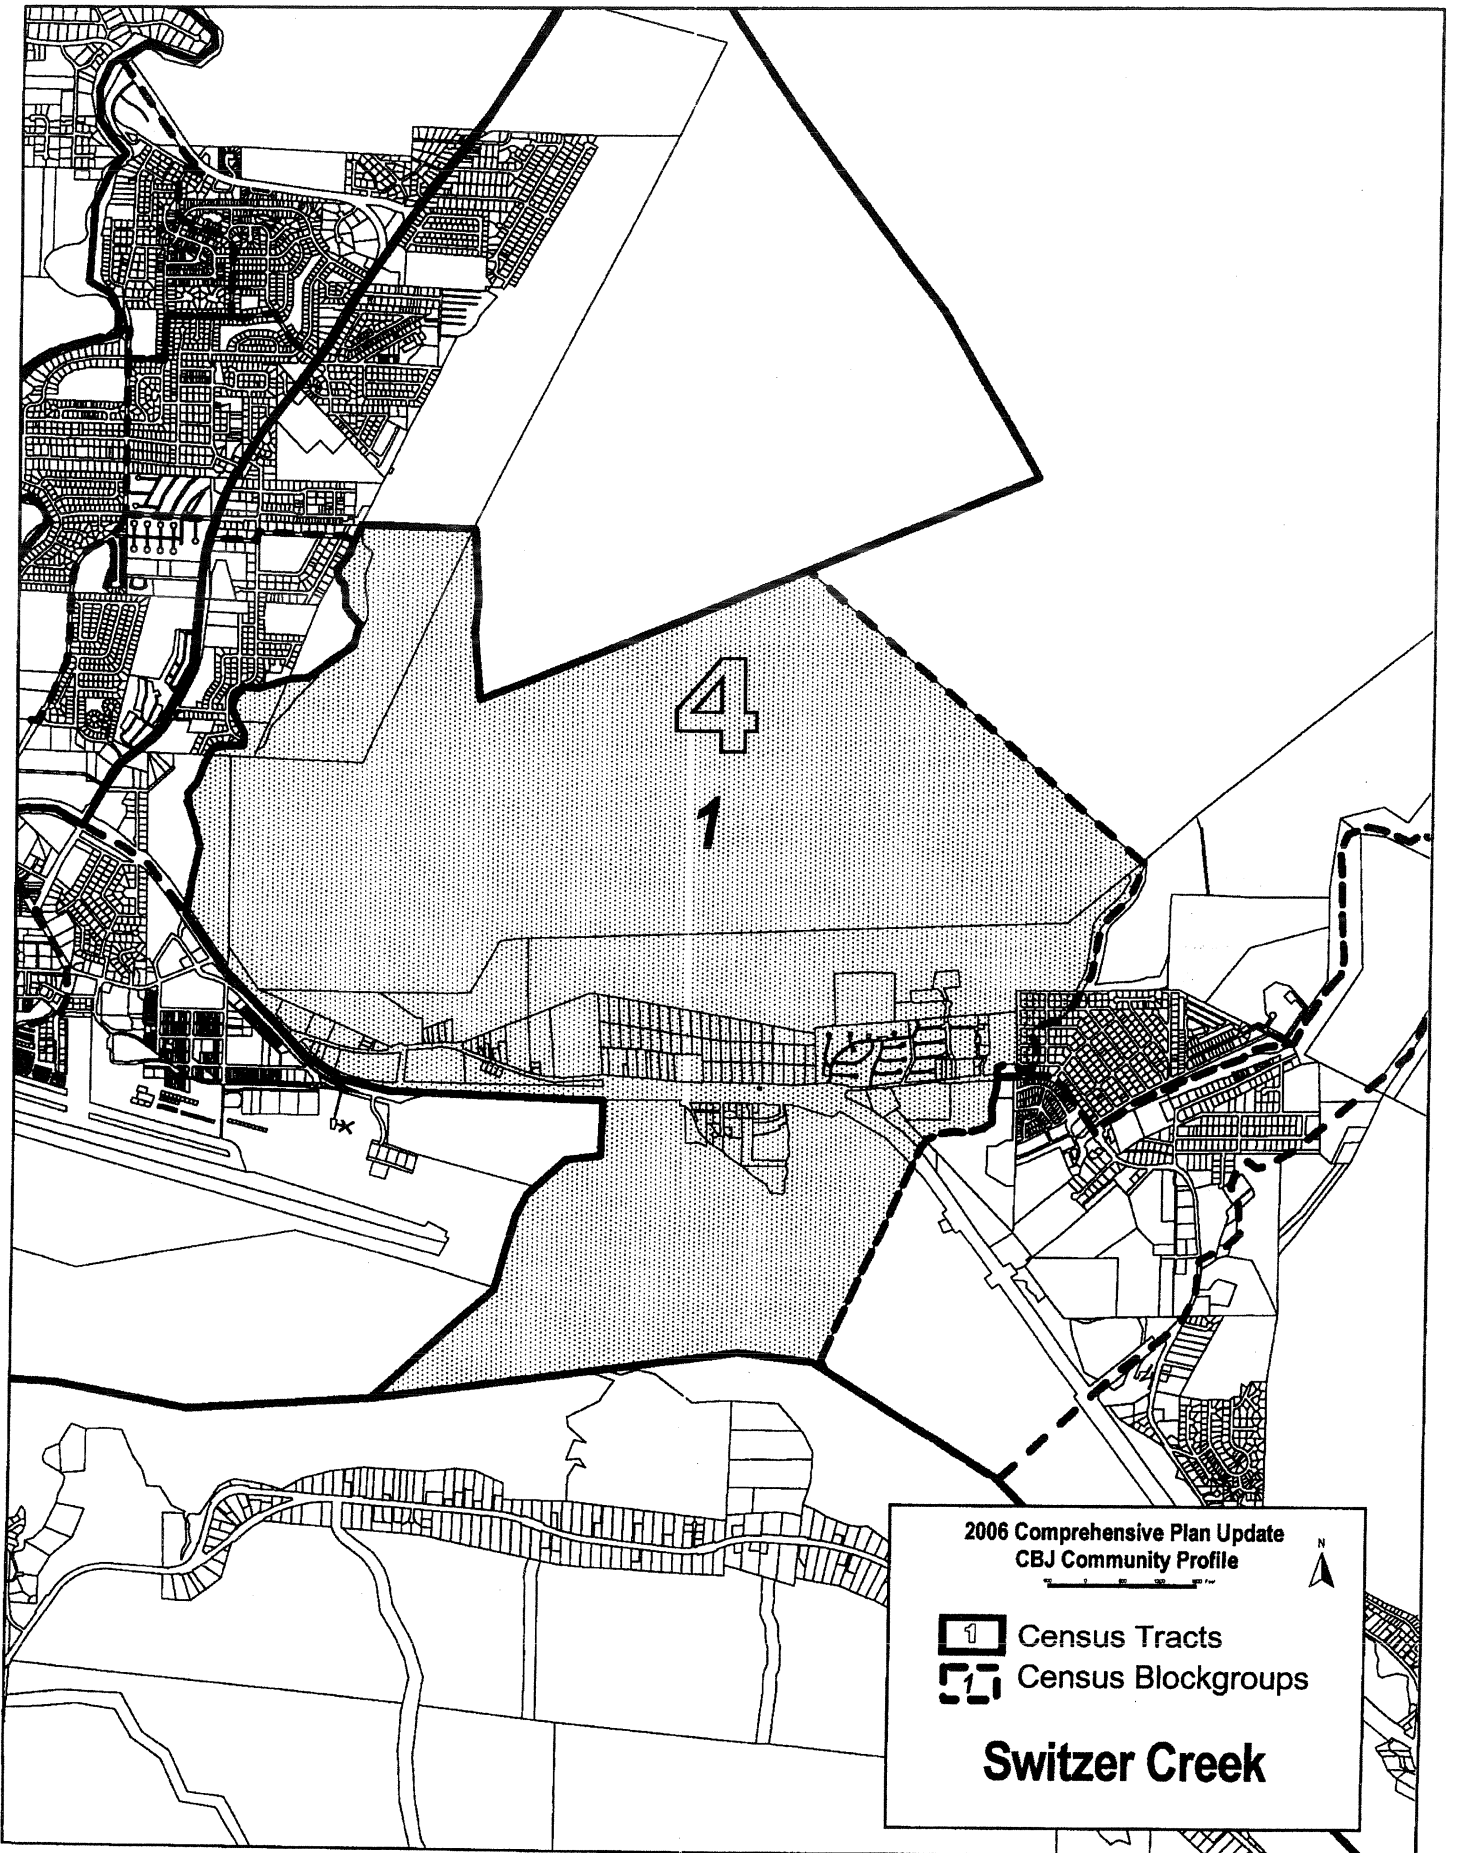 4
1
2006 Comprehensive Plan Update
CBJ Community Profile
N
1
Census Tracts
1
Census Blockgroups
Switzer Creek